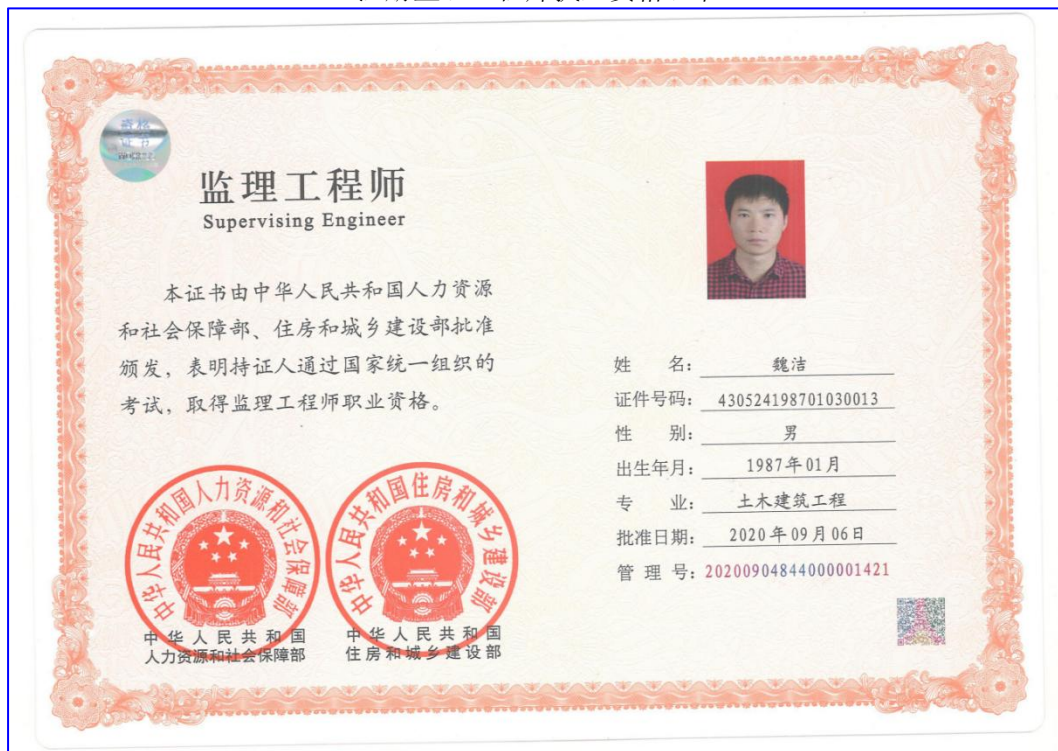 资格
证书
监理工程师
Supervising Engineer
本证书由中华人民共和国人力资源
和社会保障部、住房和城乡建设部批准
颁发，表明持证人通过国家统一组织的
考试，取得监理工程师职业资格。
中华人民共和国人力资源和社会保障部
中华人民共和国
人力资源和社会保障部
中华人民共和国住房和城乡建设部
中华人民共和国
住房和城乡建设部
姓 名：魏洁
证件号码：430524198701030013
性 别：男
出生年月：1987年01月
专 业：土木建筑工程
批准日期：2020年09月06日
管 理 号：20200904844000001421